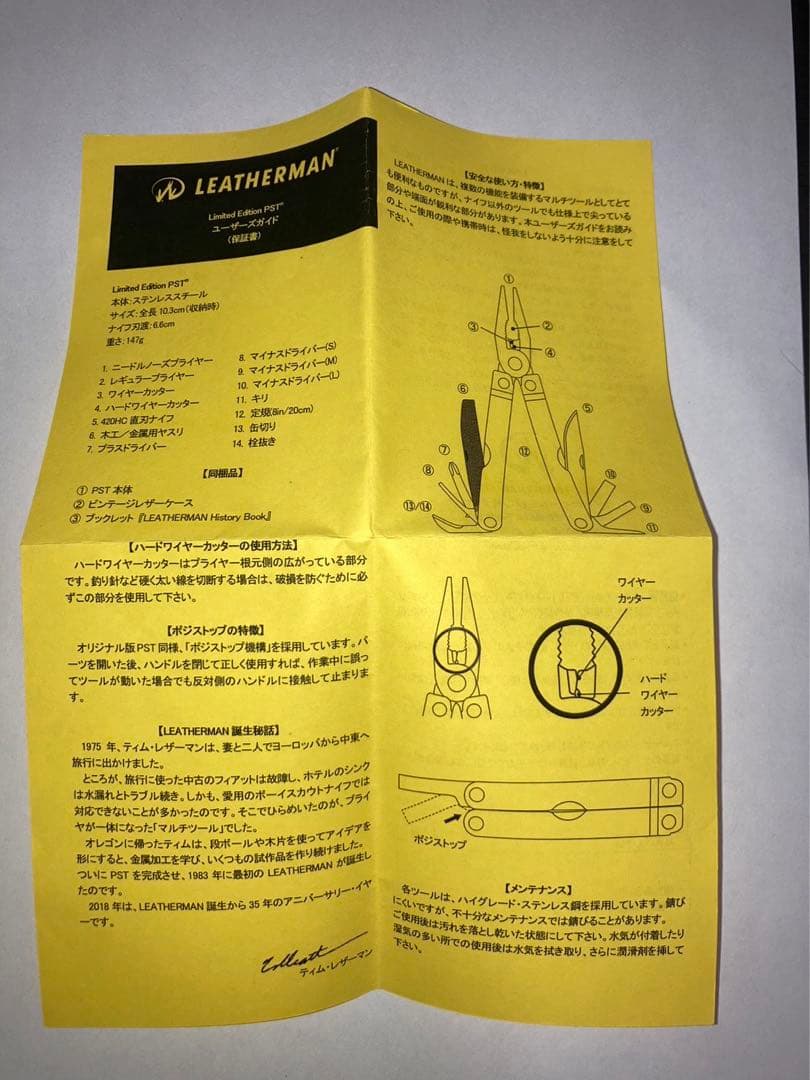 LEATHERMAN®
Limited Edition PST®
ユーザーズガイド
(保証書)
Limited Edition PST®
本体:ステンレススチール
サイズ:全長 10.3cm(収納時)
ナイフ刃渡:6.6cm
重さ:147g
1. ニードルノーズプライヤー
2. レギュラープライヤー
3. ワイヤーカッター
4. ハードワイヤーカッター
5. 420HC 直刃ナイフ
6. 木工/金属用ヤスリ
7. プラスドライバー
8. マイナスドライバー(S)
9. マイナスドライバー(M)
10. マイナスドライバー(L)
11. キリ
12. 定規(8in/20cm)
13. 缶切り
14. 栓抜き
【同梱品】
① PST 本体
② ビンテージレザーケース
③ ブックレット『LEATHERMAN History Book』
【ハードワイヤーカッターの使用方法】
ハードワイヤーカッターはプライヤー根元側の広がっている部分
です。釣り針など硬く太い線を切断する場合は、破損を防ぐために必
ずこの部分を使用して下さい。
【ポジストップの特徴】
オリジナル版 PST 同様、「ポジストップ機構」を採用しています。パ
ーツを開いた後、ハンドルを閉じて正しく使用すれば、作業中に誤っ
てツールが動いた場合でも反対側のハンドルに接触して止まりま
す。
【LEATHERMAN 誕生秘話】
1975 年、ティム・レザーマンは、妻と二人でヨーロッパから中東へ
旅行に出かけました。
ところが、旅行に使った中古のフィアットは故障し、ホテルのシンク
は水漏れとトラブル続き。しかも、愛用のボーイスカウトナイフでは
対応できないことが多かったのです。そこでひらめいたのが、プライ
ヤが一体になった「マルチツール」でした。
オレゴンに帰ったティムは、段ボールや木片を使ってアイデアを
形にすると、金属加工を学び、いくつもの試作品を作り続けました。
ついに PST を完成させ、1983 年に最初の LEATHERMAN が誕生し
たのです。
2018 年は、LEATHERMAN 誕生から 35 年のアニバーサリー・イヤ
ーです。
ティム・レザーマン
【安全な使い方・特徴】
LEATHERMAN は、複数の機能を装備するマルチツールとしてとて
も便利なものですが、ナイフ以外のツールでも仕様上で尖っている
部分や端面が鋭利な部分があります。本ユーザーズガイドをお読み
の上、ご使用の際や携帯時は、怪我をしないよう十分に注意をして
下さい。
①
②
③
④
⑥
⑤
⑦
⑫
⑧
⑩
⑬/⑭
⑨
⑪
ワイヤー
カッター
ハード
ワイヤー
カッター
ポジストップ
【メンテナンス】
各ツールは、ハイグレード・ステンレス鋼を採用しています。錆び
にくいですが、不十分なメンテナンスでは錆びることがあります。
ご使用後は汚れを落とし乾いた状態にして下さい。水気が付着したり
湿気の多い所での使用後は水気を拭き取り、さらに潤滑剤を挿して
下さい。